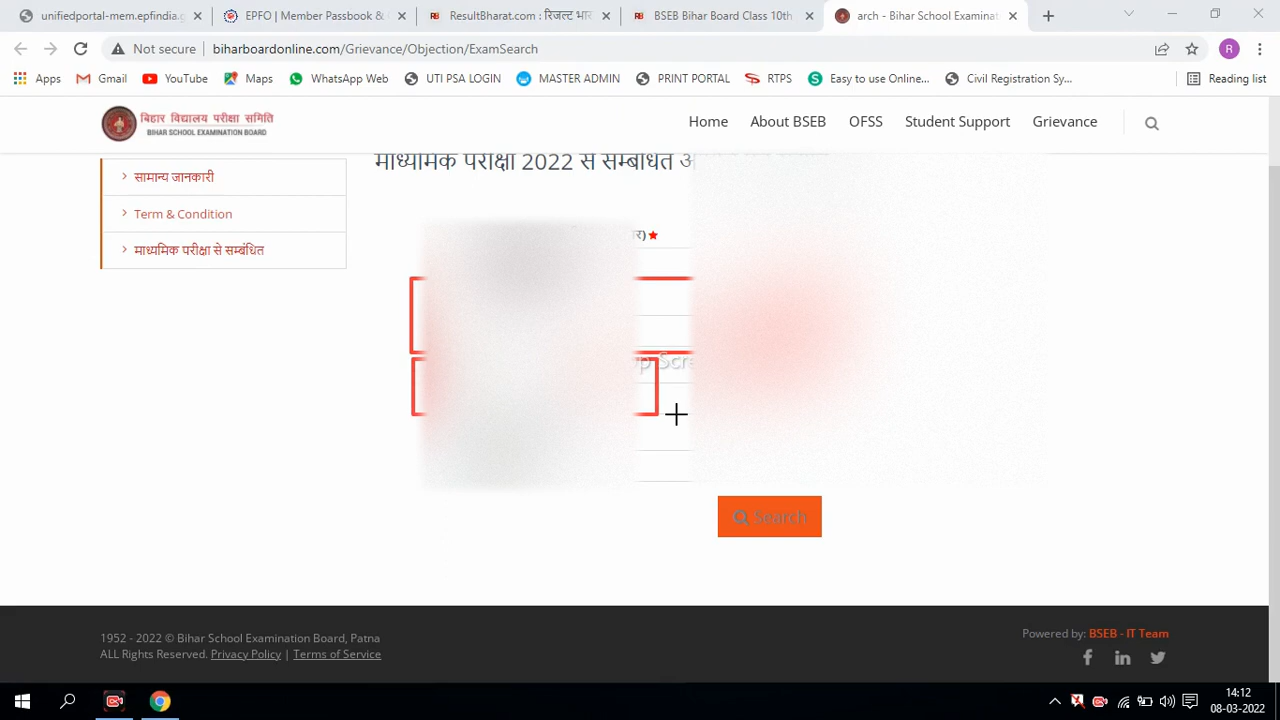 unifiedportal-mem.epfindia.g
EPFO | Member Passbook &
ResultBharat.com : रिजल्ट भार
BSEB Bihar Board Class 10th
arch - Bihar School Examinat
Not secure
biharboardonline.com/Grievance/Objection/ExamSearch
R
Apps
Gmail
YouTube
Maps
WhatsApp Web
UTI PSA LOGIN
MASTER ADMIN
PRINT PORTAL
RTPS
Easy to use Online...
Civil Registration Sy...
Reading list
बिहार विद्यालय परीक्षा समिति
BIHAR SCHOOL EXAMINATION BOARD
Home
About BSEB
OFSS
Student Support
Grievance
माध्यमिक परीक्षा 2022 से सम्बंधित
सामान्य जानकारी
Term & Condition
माध्यमिक परीक्षा से सम्बंधित
Search
1952 - 2022 © Bihar School Examination Board, Patna
ALL Rights Reserved. Privacy Policy | Terms of Service
Powered by: BSEB - IT Team
14:12
08-03-2022